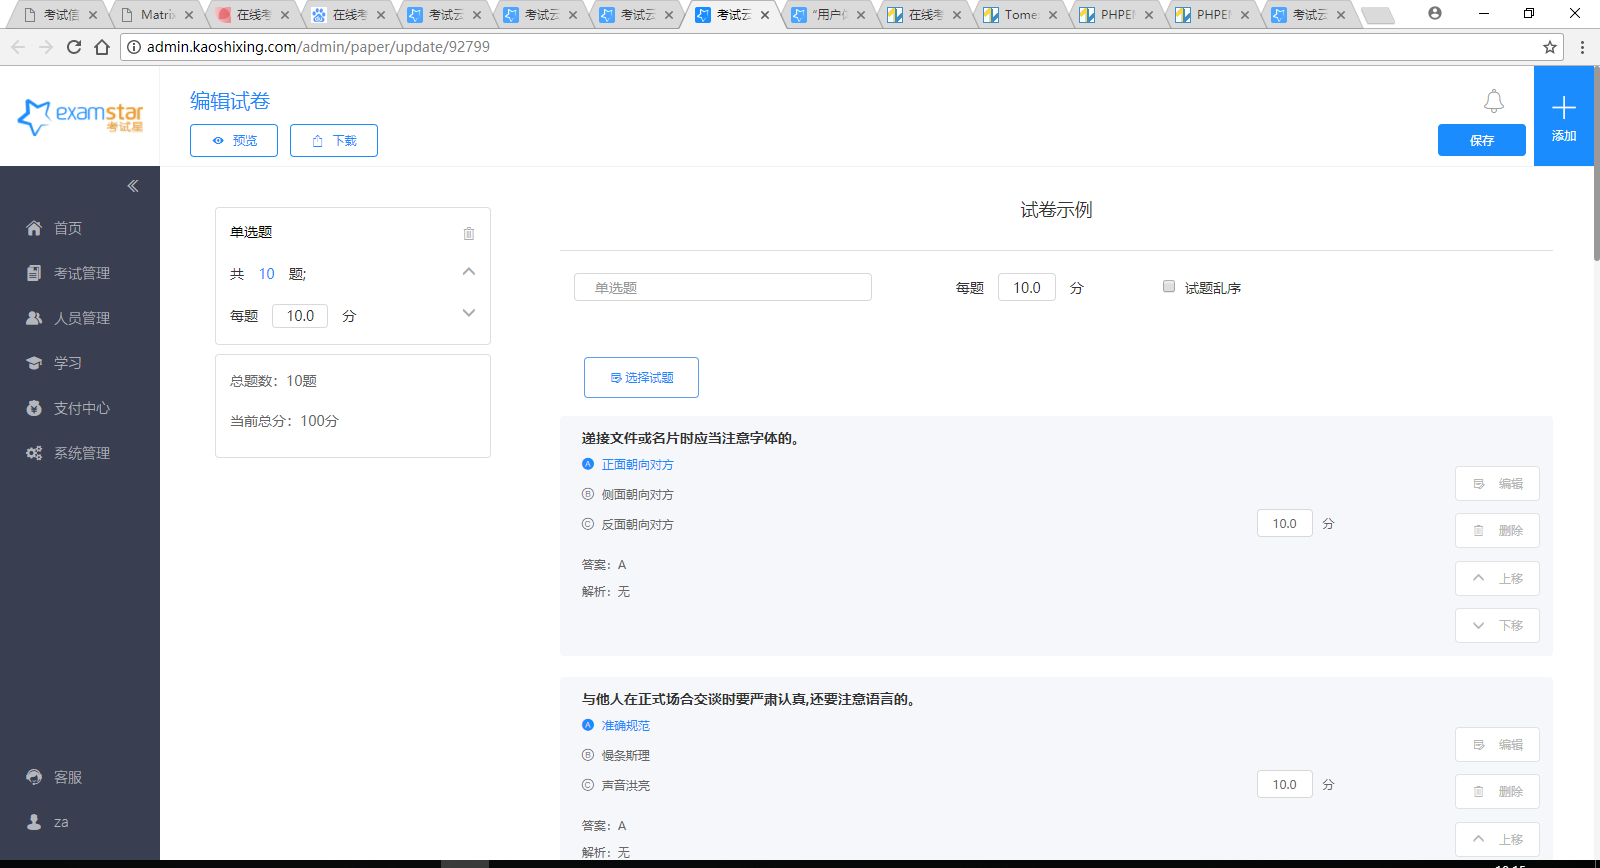 考试信
Matri
在线考
在线考
考试云
考试云
考试云
考试云
"用户体
在线考
Tome
PHPEM
PHPEM
考试云
admin.kaoshixing.com/admin/paper/update/92799
examstar
考试星
编辑试卷
预览
下载
保存
添加
首页
考试管理
人员管理
学习
支付中心
系统管理
客服
za
单选题
共 10 题;
每题 10.0 分
总题数：10题
当前总分：100分
试卷示例
单选题 每题 10.0 分 试题乱序
选择试题
递接文件或名片时应当注意字体的。
A 正面朝向对方
B 侧面朝向对方
C 反面朝向对方
10.0 分
答案：A
解析：无
编辑
删除
上移
下移
与他人在正式场合交谈时要严肃认真,还要注意语言的。
A 准确规范
B 慢条斯理
C 声音洪亮
10.0 分
答案：A
解析：无
编辑
删除
上移